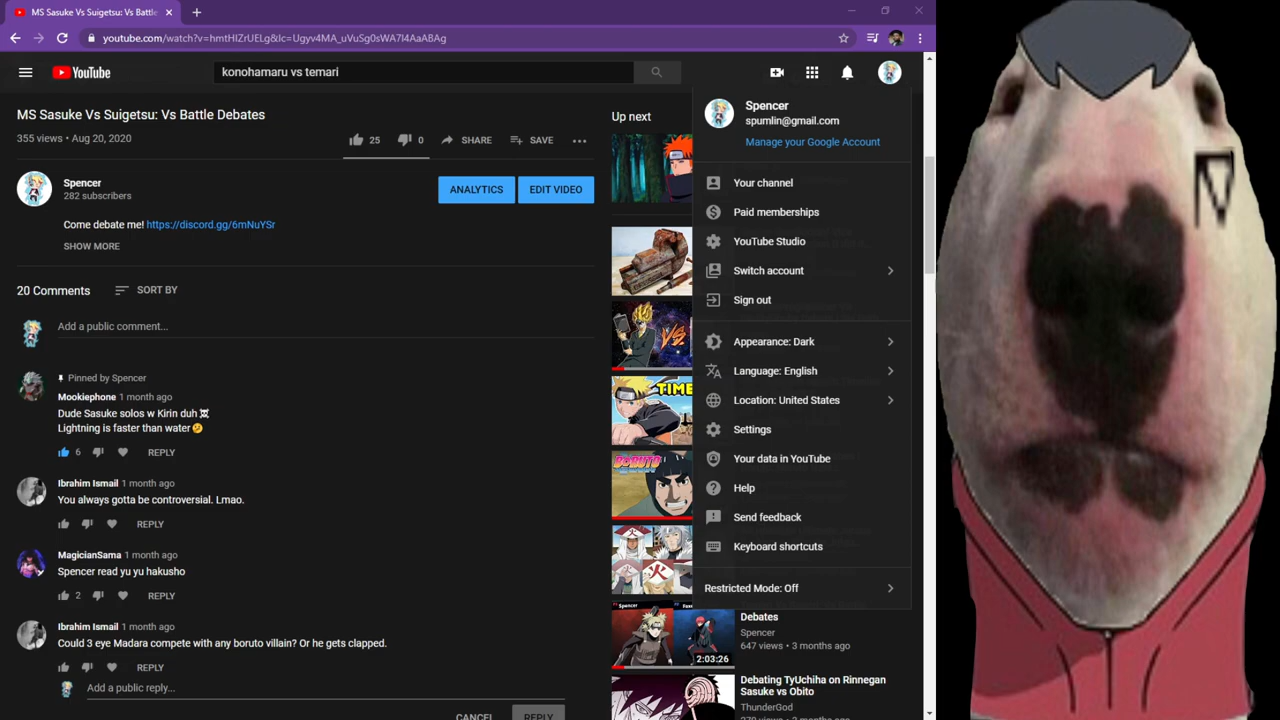 MS Sasuke Vs Suigetsu: Vs Battle
youtube.com/watch?v=hmtHIZrUELg&lc=Ugyv4MA_uVuSg0sWA7l4AaABAg
YouTube
konohamaru vs temari
MS Sasuke Vs Suigetsu: Vs Battle Debates
355 views • Aug 20, 2020
25
0
SHARE
SAVE
Spencer
282 subscribers
ANALYTICS
EDIT VIDEO
Come debate me! https://discord.gg/6mNuYSr
SHOW MORE
20 Comments
SORT BY
Add a public comment...
Pinned by Spencer
Mookiephone 1 month ago
Dude Sasuke solos w Kirin duh☠️
Lightning is faster than water🤔
6
REPLY
Ibrahim Ismail 1 month ago
You always gotta be controversial. Lmao.
REPLY
MagicianSama 1 month ago
Spencer read yu yu hakusho
2
REPLY
Ibrahim Ismail 1 month ago
Could 3 eye Madara compete with any boruto villain? Or he gets clapped.
REPLY
Add a public reply...
CANCEL
REPLY
Up next
VS
TIME
BORUTO
火
火
Spencer
2:03:26
Debates
Spencer
647 views • 3 months ago
Debating TyUchiha on Rinnegan
Sasuke vs Obito
ThunderGod
Spencer
spumlin@gmail.com
Manage your Google Account
Your channel
Paid memberships
YouTube Studio
Switch account
Sign out
Appearance: Dark
Language: English
Location: United States
Settings
Your data in YouTube
Help
Send feedback
Keyboard shortcuts
Restricted Mode: Off